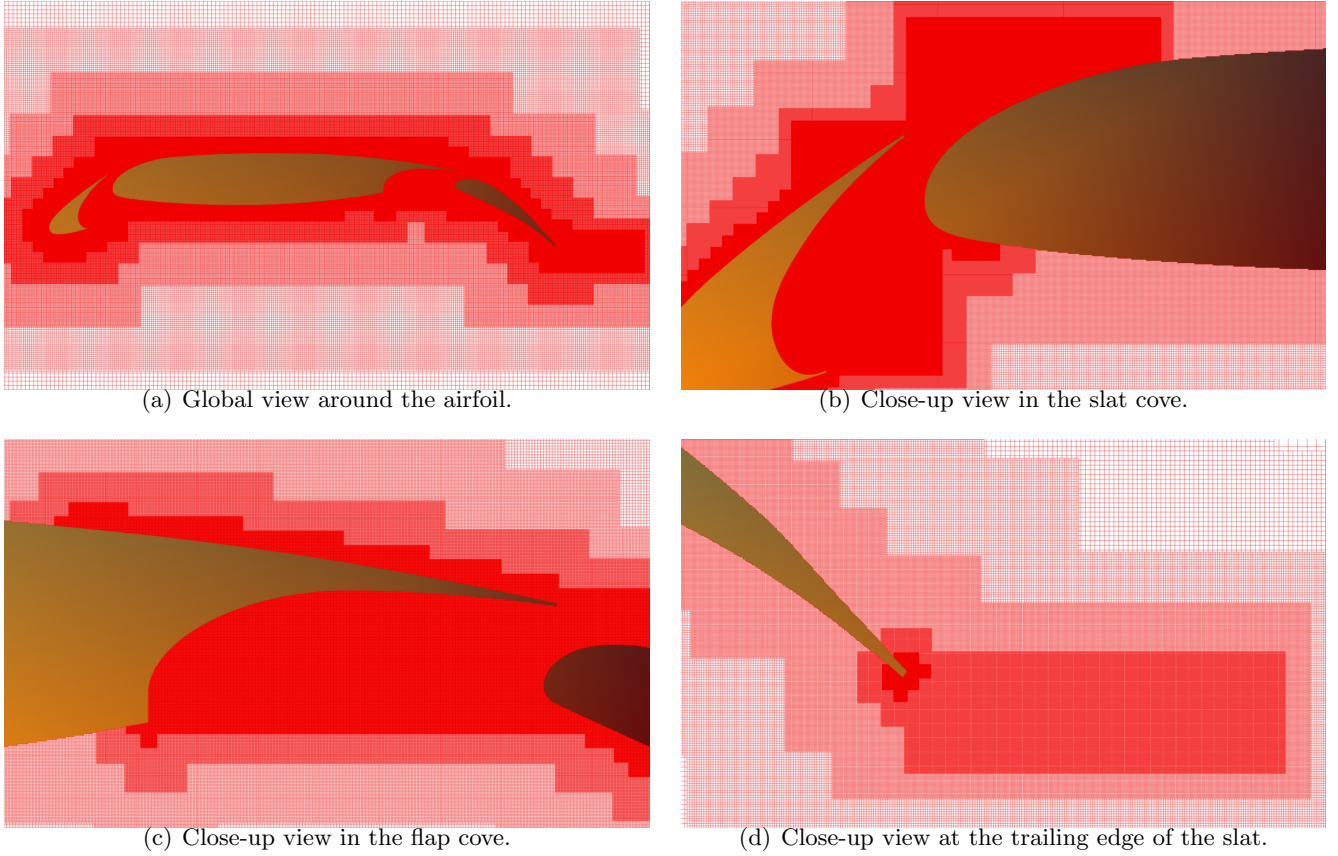 (a) Global view around the airfoil.
(b) Close-up view in the slat cove.
(c) Close-up view in the flap cove.
(d) Close-up view at the trailing edge of the slat.